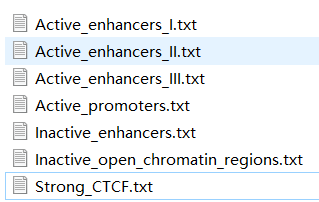 Active_enhancers_I.txt
Active_enhancers_II.txt
Active_enhancers_III.txt
Active_promoters.txt
Inactive_enhancers.txt
Inactive_open_chromatin_regions.txt
Strong_CTCF.txt